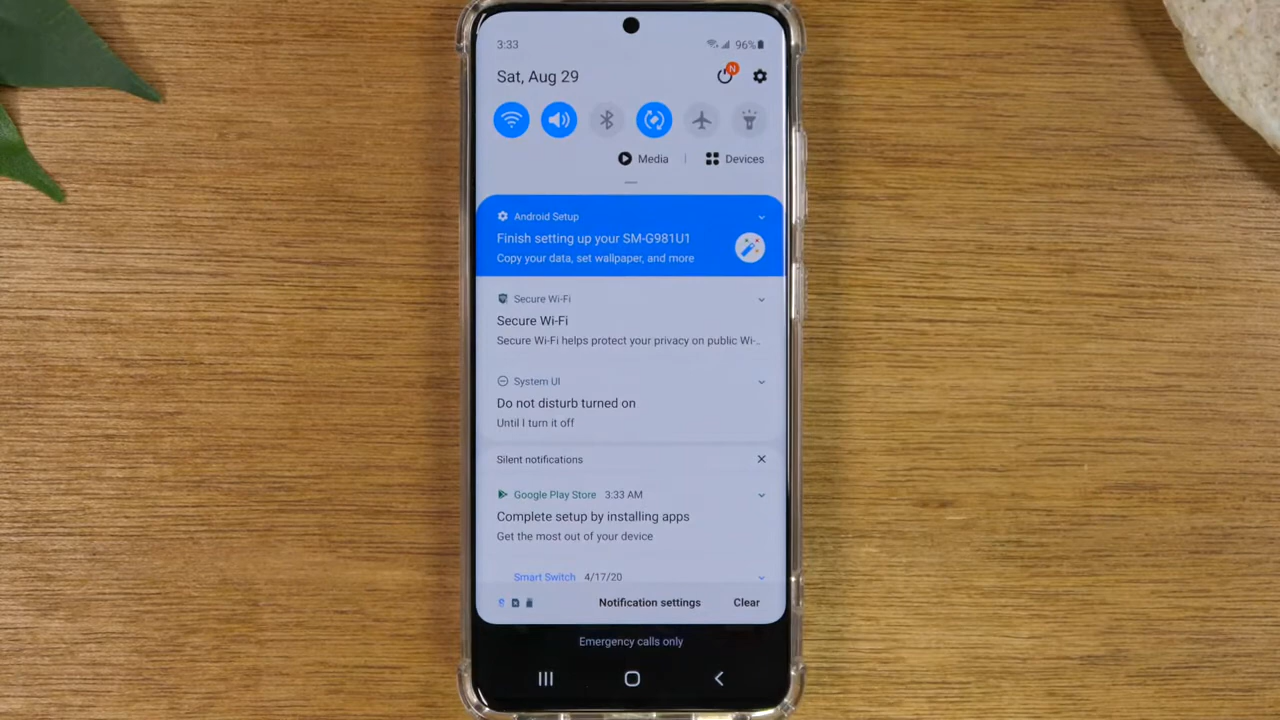 3:33 96%
Sat, Aug 29
N
Media | Devices
Android Setup
Finish setting up your SM-G981U1
Copy your data, set wallpaper, and more
Secure Wi-Fi
Secure Wi-Fi
Secure Wi-Fi helps protect your privacy on public Wi-..
System UI
Do not disturb turned on
Until I turn it off
Silent notifications
Google Play Store 3:33 AM
Complete setup by installing apps
Get the most out of your device
Smart Switch 4/17/20
Notification settings Clear
Emergency calls only